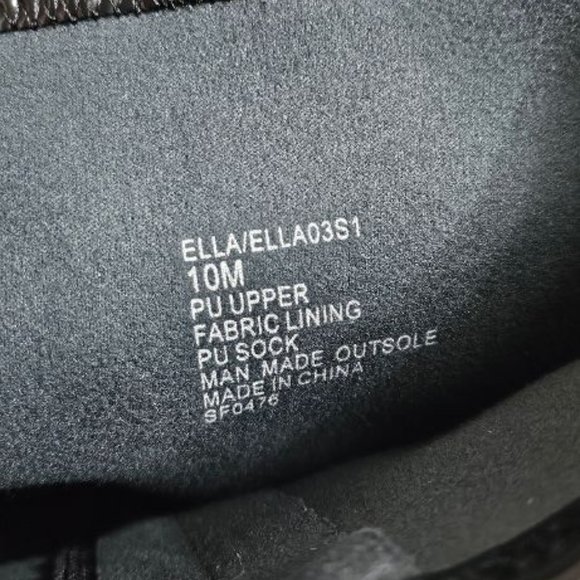 ELLA/ELLA03S1
10M
PU UPPER
FABRIC LINING
PU SOCK
MAN MADE OUTSOLE
MADE IN CHINA
SF0476